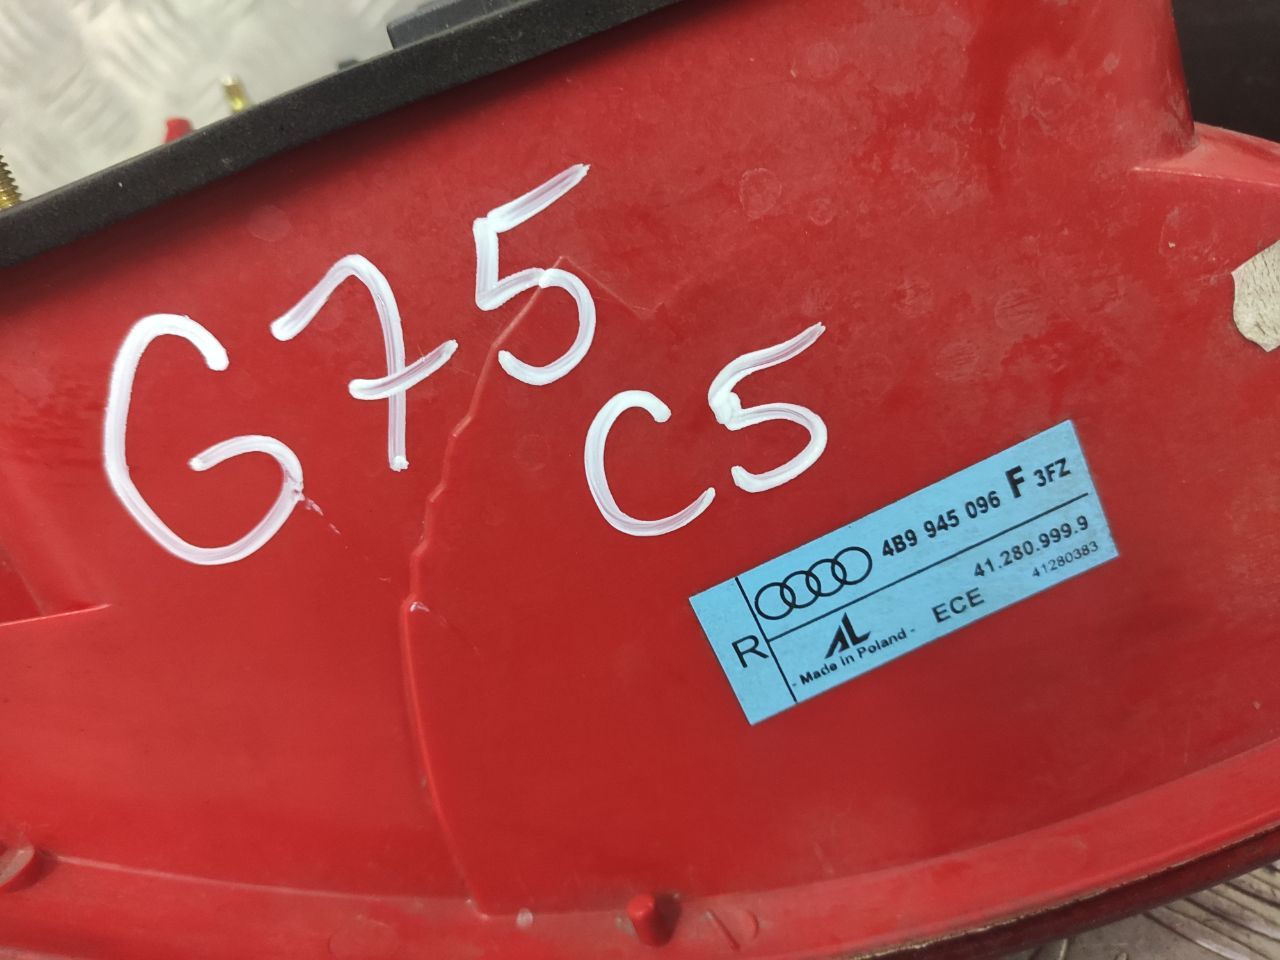 G75
C5
4B9 945 096 F 3FZ
41.280.999.9
R
AL
ECE
41280383
- Made in Poland -